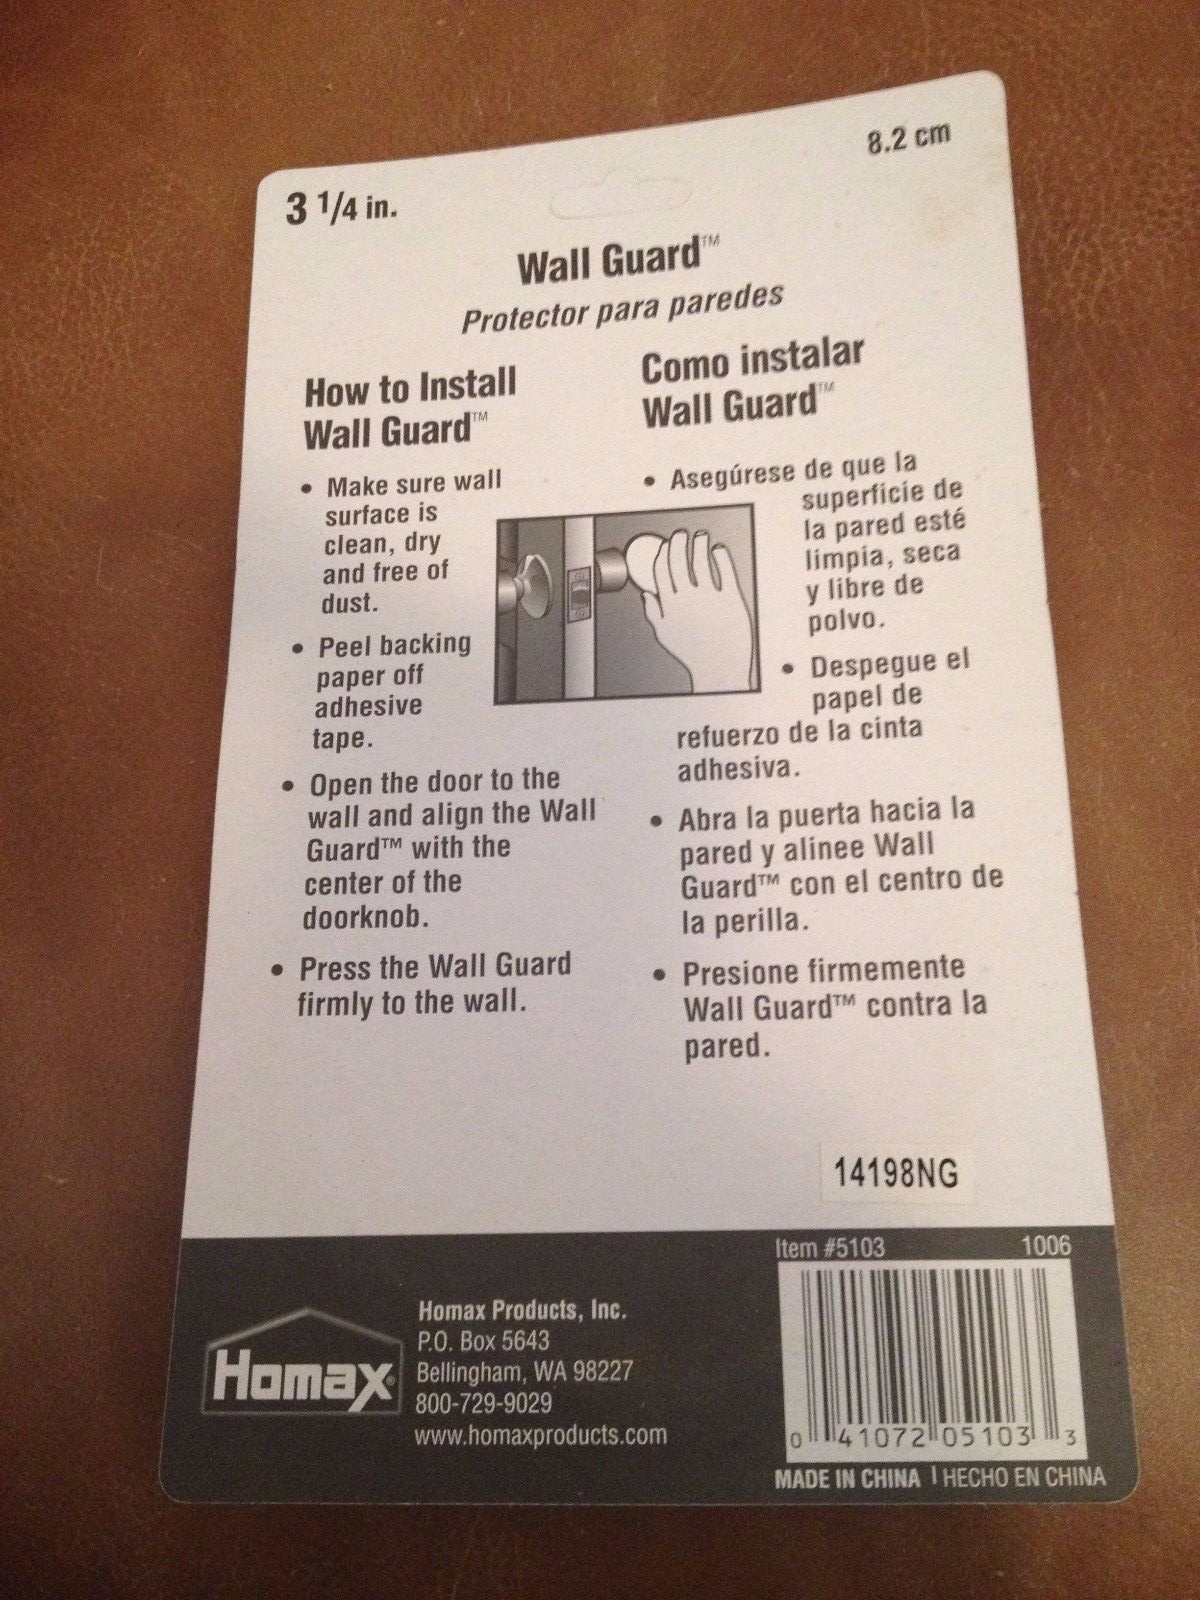 3 1/4 in.
8.2 cm
Wall Guard™
Protector para paredes
How to Install
Wall Guard™
• Make sure wall
surface is
clean, dry
and free of
dust.
• Peel backing
paper off
adhesive
tape.
• Open the door to the
wall and align the Wall
Guard™ with the
center of the
doorknob.
• Press the Wall Guard
firmly to the wall.
Como instalar
Wall Guard™
• Asegúrese de que la
superficie de
la pared esté
limpia, seca
y libre de
polvo.
• Despegue el
papel de
refuerzo de la cinta
adhesiva.
• Abra la puerta hacia la
pared y alinee Wall
Guard™ con el centro de
la perilla.
• Presione firmemente
Wall Guard™ contra la
pared.
14198NG
Homax®
Homax Products, Inc.
P.O. Box 5643
Bellingham, WA 98227
800-729-9029
www.homaxproducts.com
Item #5103 1006
0 41072 05103 3
MADE IN CHINA | HECHO EN CHINA